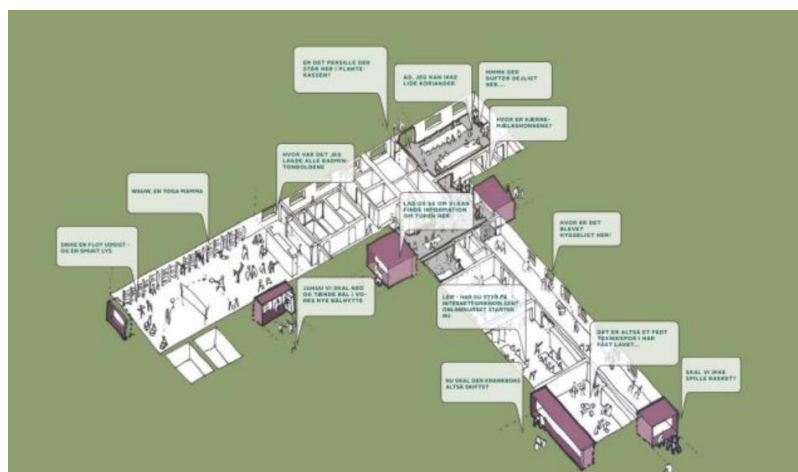 ER DET PERSILLE DER
STÅR HER I PLANTE-
KASSEN?
AD, JEG KAN IKKE
LIDE KORIANDER
MMMM DER
DUFTER DEJLIGT
HER....
HVOR ER KÆRNE-
MÆLKSHORNENE?
HVOR VAR DET JEG
LAGDE ALLE BADMIN-
TONBOLDENE
WAUW, EN YOGA MAMMA
LAD OS SE OM VI KAN
FINDE INFORMATION
OM TUREN HER
HVOR ER DET
BLEVET
HYGGELIGT HER!
SIKKE EN FLOT UDSIGT -
OG EN SMUKT LYS
JUHUU VI SKAL NED
OG TÆNDE BÅL I VO-
RES NYE BÅLHYTTE
LEIF - HAR DU STYR PÅ
INTERNETFORBINDELSEN?
ONLINEKURSET STARTER
NU
DET ER ALTSÅ ET FEDT
TEKNIKSPOR I HAR
FÅET LAVET...
NU SKAL DEN KRANKBOKS
ALTSÅ SKIFTET
SKAL VI IKKE
SPILLE BASKET?